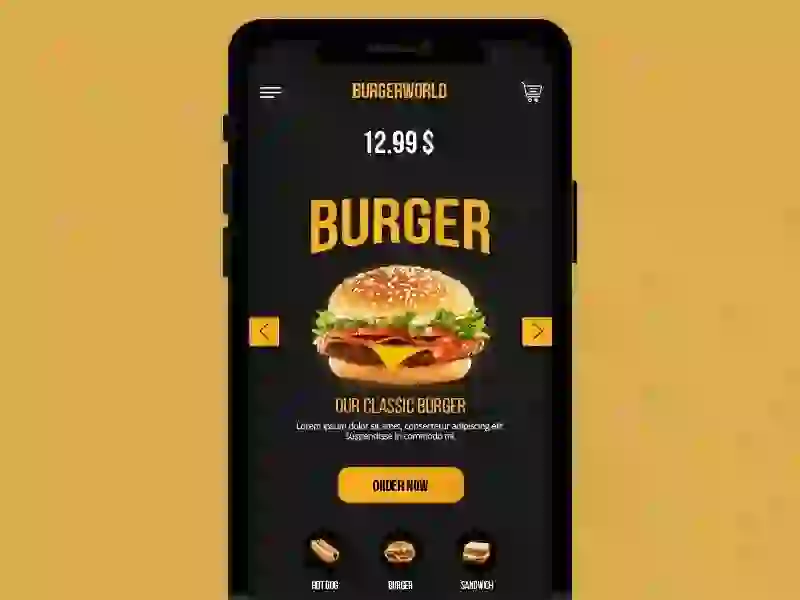 BURGERWORLD
12.99 $
BURGER
OUR CLASSIC BURGER
Lorem ipsum dolor sit amet, consectetur adipiscing elit
Suspendisse in commodo mi.
ORDER NOW
HOT DOG
BURGER
SANDWICH